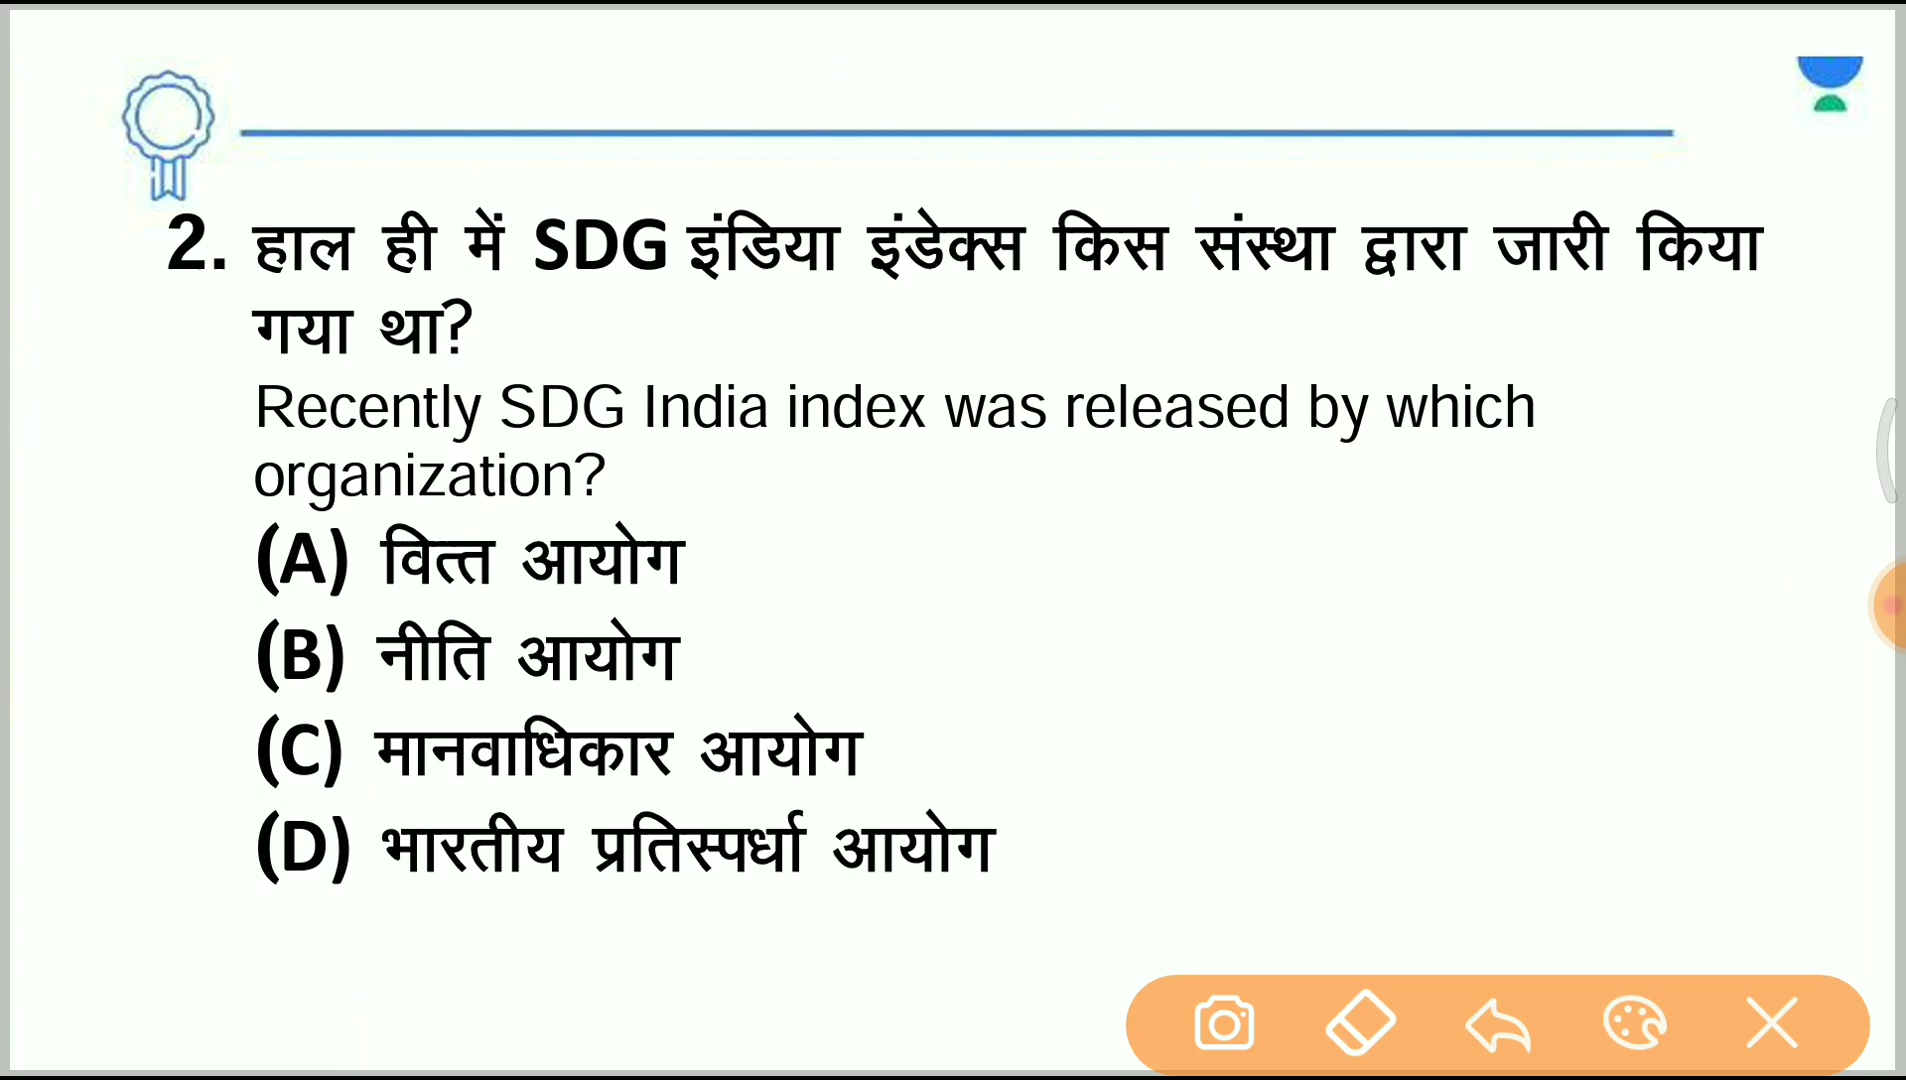 2. हाल ही में SDG इंडिया इंडेक्स किस संस्था द्वारा जारी किया
गया था?
Recently SDG India index was released by which
organization?
(A) वित्त आयोग
(B) नीति आयोग
(C) मानवाधिकार आयोग
(D) भारतीय प्रतिस्पर्धा आयोग